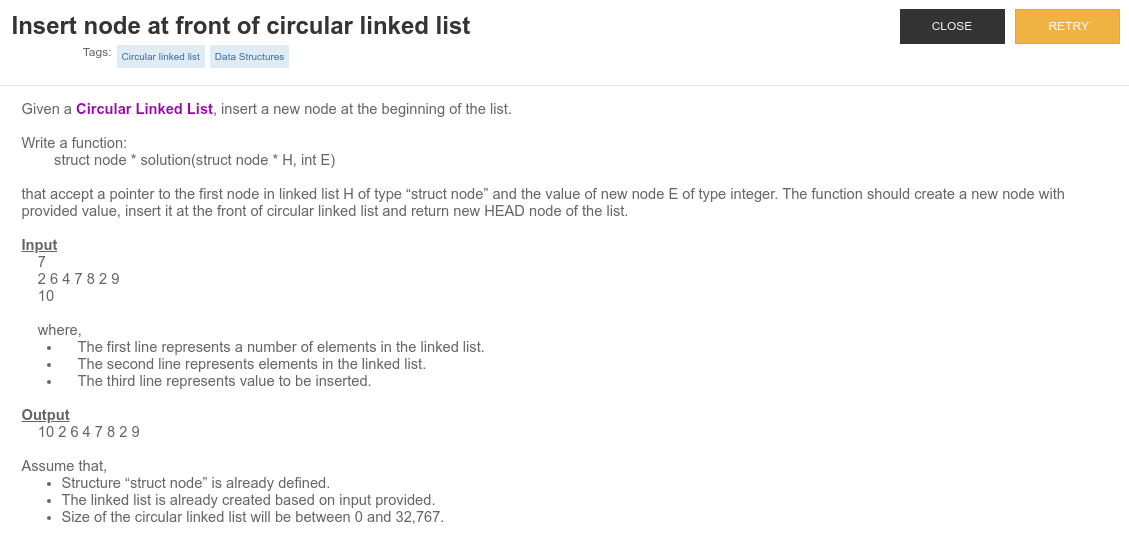 Insert node at front of circular linked list
CLOSE
RETRY
Tags: Circular linked list Data Structures
Given a Circular Linked List, insert a new node at the beginning of the list.
Write a function:
struct node * solution(struct node * H, int E)
that accept a pointer to the first node in linked list H of type “struct node” and the value of new node E of type integer. The function should create a new node with
provided value, insert it at the front of circular linked list and return new HEAD node of the list.
Input
7
2 6 4 7 8 2 9
10
where,
• The first line represents a number of elements in the linked list.
• The second line represents elements in the linked list.
• The third line represents value to be inserted.
Output
10 2 6 4 7 8 2 9
Assume that,
• Structure “struct node” is already defined.
• The linked list is already created based on input provided.
• Size of the circular linked list will be between 0 and 32,767.